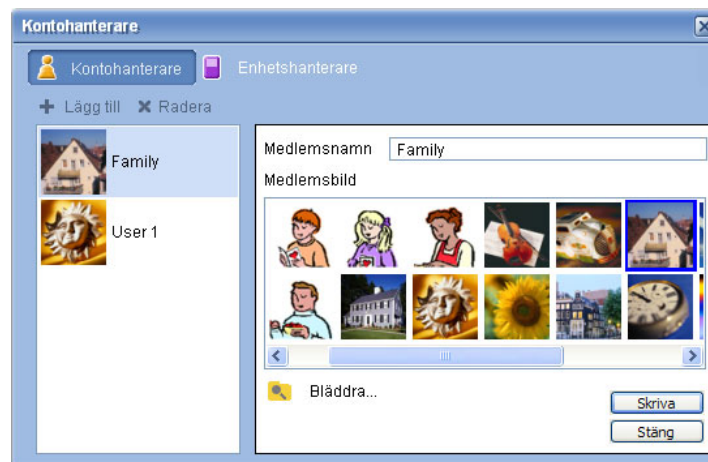 Kontohanterare
Kontohanterare Enhetshanterare
Lägg till Radera
Family
User 1
Medlemsnamn Family
Medlemsbild
Bläddra...
Skriva
Stäng